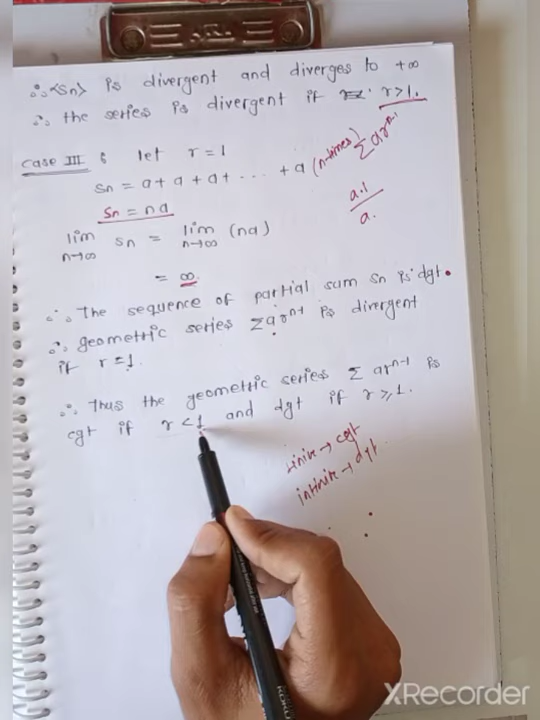 ∴ <Sn> is divergent and diverges to +∞
∴ the series is divergent if r > 1.
Case III : let r = 1
Sn = a + a + a + ... + a (n-times) Σ ar^n-1
Sn = na
a.1
a.
lim n→∞ Sn = lim n→∞ (na)
= ∞.
∴ The sequence of partial sum Sn is dgt.
∴ geometric series Σ ar^n-1 is divergent
if r = 1.
∴ Thus the geometric series Σ ar^n-1 is
cgt if r < 1 and dgt if r ≥ 1.
finite → cgt
infinite → dgt.
XRecorder